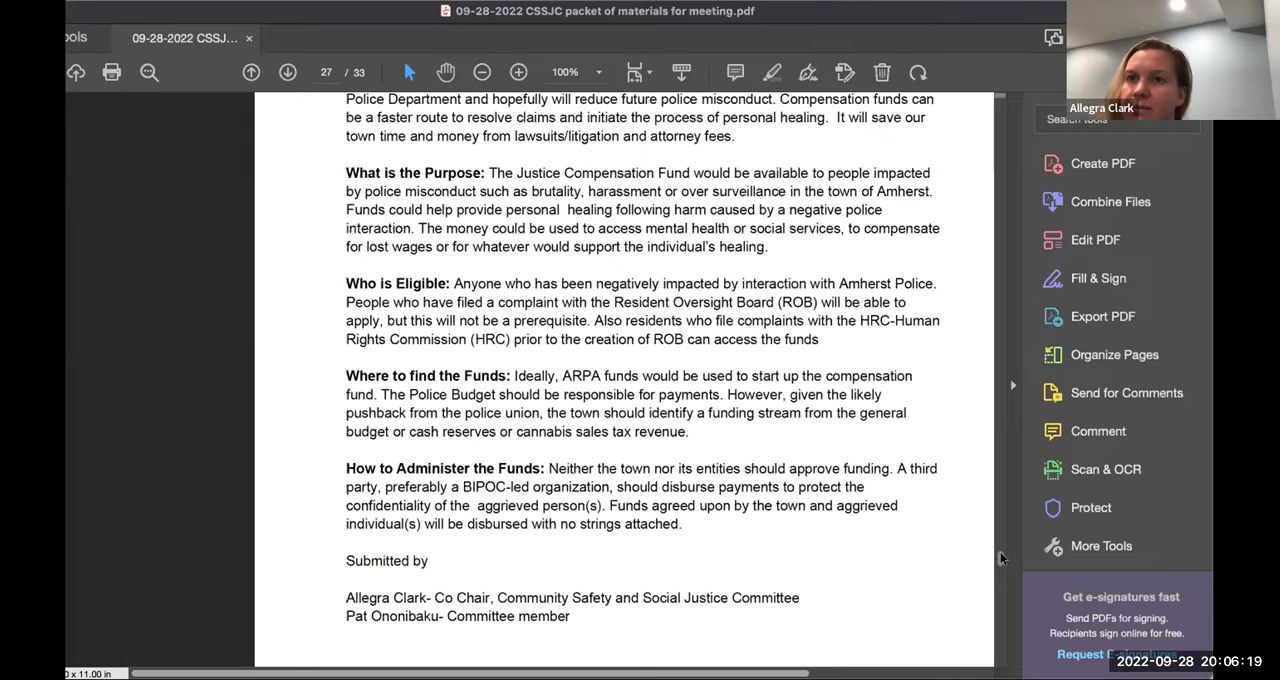 09-28-2022 CSSJC packet of materials for meeting.pdf
ools
09-28-2022 CSSJ... ×
27 / 33
100%
Allegra Clark
Search tools
Police Department and hopefully will reduce future police misconduct. Compensation funds can
be a faster route to resolve claims and initiate the process of personal healing. It will save our
town time and money from lawsuits/litigation and attorney fees.
What is the Purpose: The Justice Compensation Fund would be available to people impacted
by police misconduct such as brutality, harassment or over surveillance in the town of Amherst.
Funds could help provide personal healing following harm caused by a negative police
interaction. The money could be used to access mental health or social services, to compensate
for lost wages or for whatever would support the individual's healing.
Who is Eligible: Anyone who has been negatively impacted by interaction with Amherst Police.
People who have filed a complaint with the Resident Oversight Board (ROB) will be able to
apply, but this will not be a prerequisite. Also residents who file complaints with the HRC-Human
Rights Commission (HRC) prior to the creation of ROB can access the funds
Where to find the Funds: Ideally, ARPA funds would be used to start up the compensation
fund. The Police Budget should be responsible for payments. However, given the likely
pushback from the police union, the town should identify a funding stream from the general
budget or cash reserves or cannabis sales tax revenue.
How to Administer the Funds: Neither the town nor its entities should approve funding. A third
party, preferably a BIPOC-led organization, should disburse payments to protect the
confidentiality of the aggrieved person(s). Funds agreed upon by the town and aggrieved
individual(s) will be disbursed with no strings attached.
Submitted by
Allegra Clark- Co Chair, Community Safety and Social Justice Committee
Pat Ononibaku- Committee member
Create PDF
Combine Files
Edit PDF
Fill & Sign
Export PDF
Organize Pages
Send for Comments
Comment
Scan & OCR
Protect
More Tools
Get e-signatures fast
Send PDFs for signing.
Recipients sign online for free.
Request E-signatures
x 11.00 in
2022-09-28 20:06:19